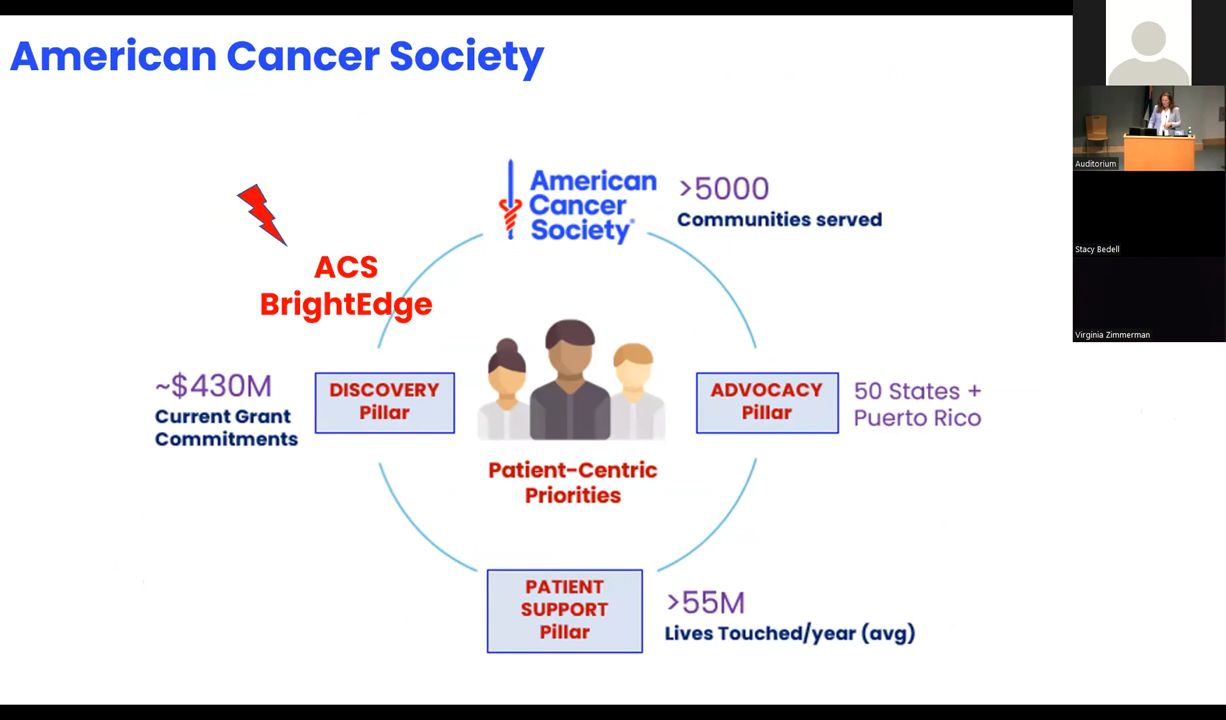 American Cancer Society
American
Cancer
Society®
>5000
Communities served
ACS
BrightEdge
~$430M
Current Grant
Commitments
DISCOVERY
Pillar
ADVOCACY
Pillar
50 States +
Puerto Rico
Patient-Centric
Priorities
PATIENT
SUPPORT
Pillar
>55M
Lives Touched/year (avg)
Auditorium
Stacy Bedell
Virginia Zimmerman